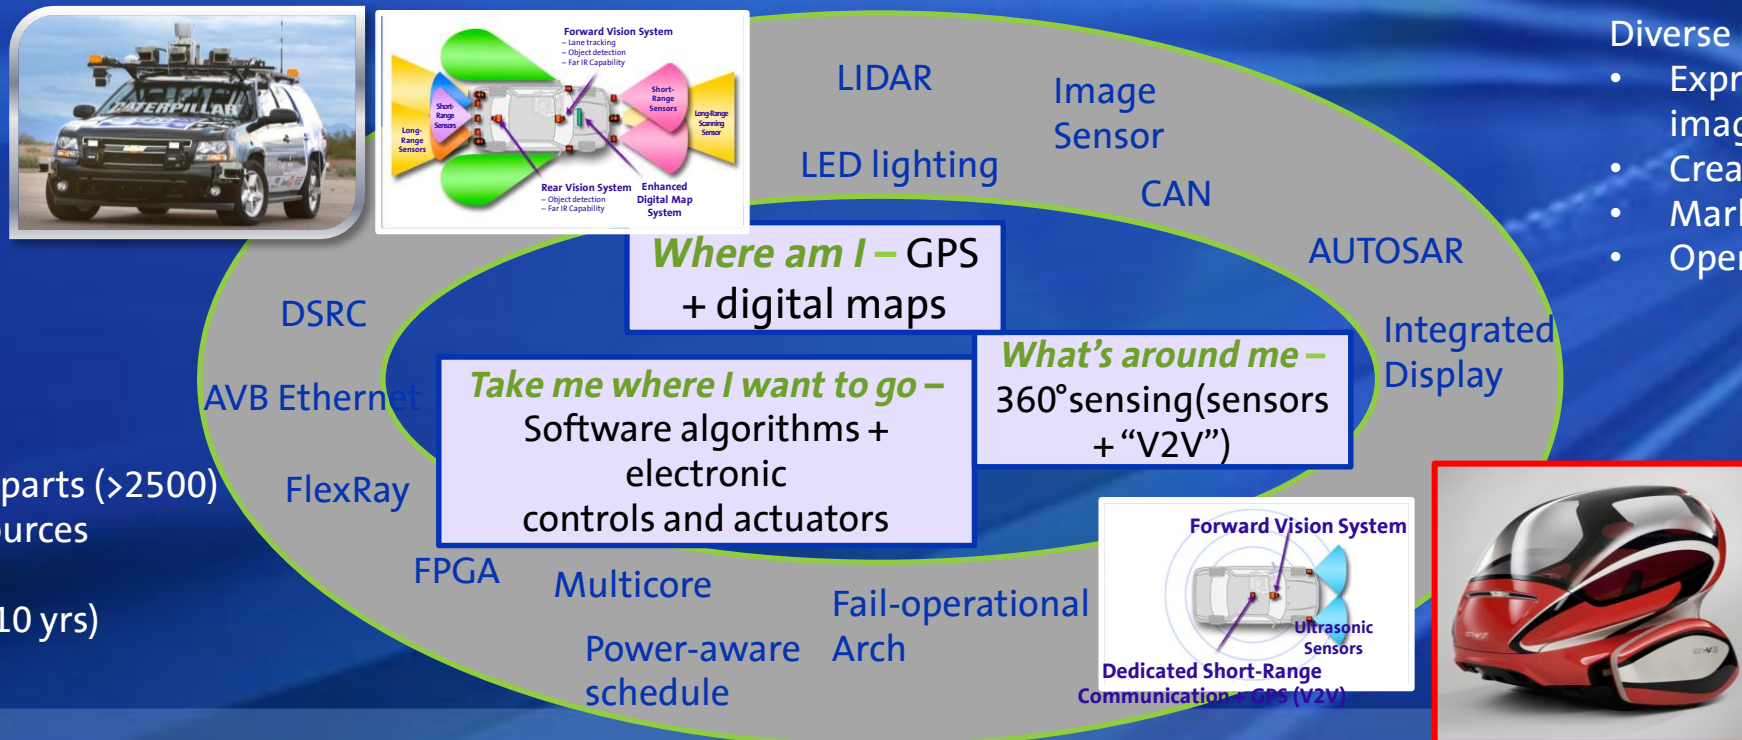 CATERPILLAR
Forward Vision System
– Lane tracking
– Object detection
– Far IR Capability
Short-
Range
Sensors
Long-
Range
Sensors
Short-
Range
Sensors
Long-Range
Scanning
Sensor
Rear Vision System
– Object detection
– Far IR Capability
Enhanced
Digital Map
System
LIDAR
Image
Sensor
LED lighting
CAN
AUTOSAR
Integrated
Display
Diverse
• Expr
imag
• Crea
• Mark
• Oper
Where am I – GPS
+ digital maps
What's around me –
360°sensing(sensors
+ “V2V”)
Take me where I want to go –
Software algorithms +
electronic
controls and actuators
DSRC
AVB Ethernet
FlexRay
parts (>2500)
urces
10 yrs)
FPGA
Multicore
Power-aware
schedule
Fail-operational
Arch
Forward Vision System
Ultrasonic
Sensors
Dedicated Short-Range
Communication + GPS (V2V)